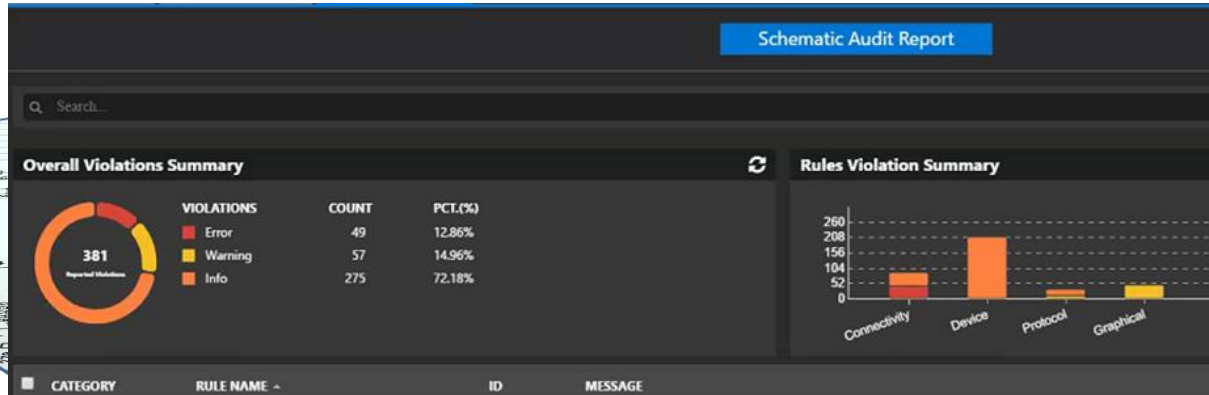 Schematic Audit Report
Search...
Overall Violations Summary
VIOLATIONS COUNT PCT.(%)
Error 49 12.86%
Warning 57 14.96%
Info 275 72.18%
381
Reported Violations
Rules Violation Summary
260
208
156
104
52
0
Connectivity Device Protocol Graphical
CATEGORY RULE NAME ID MESSAGE